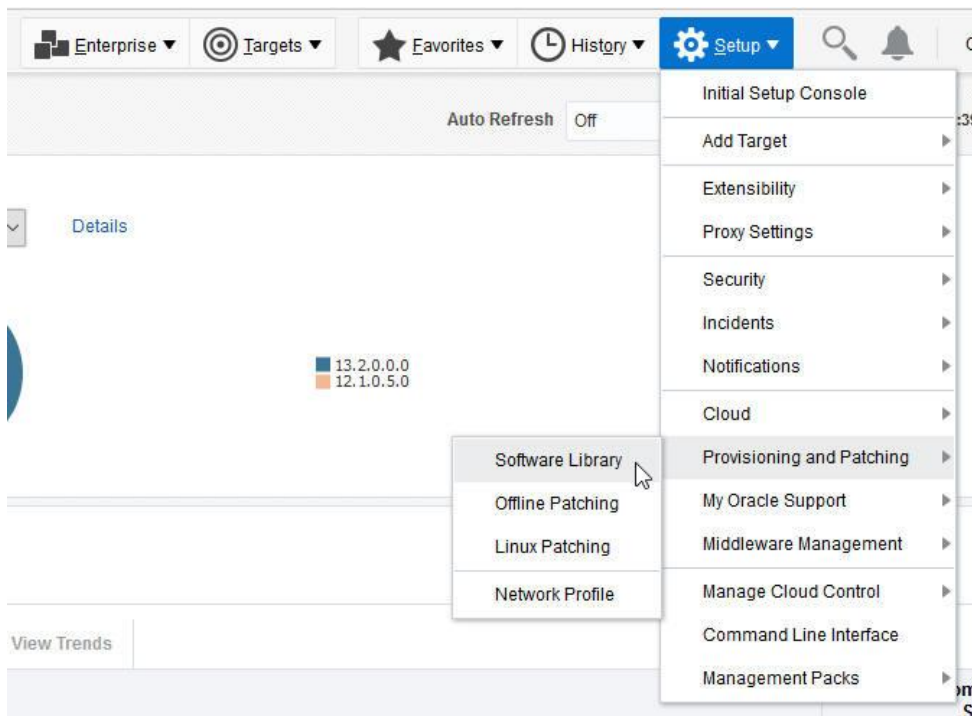 Enterprise ▼ Targets ▼ Favorites ▼ History ▼ Setup ▼
Auto Refresh Off
Details
13.2.0.0.0
12.1.0.5.0
View Trends
Initial Setup Console
Add Target
Extensibility
Proxy Settings
Security
Incidents
Notifications
Cloud
Provisioning and Patching
My Oracle Support
Middleware Management
Manage Cloud Control
Command Line Interface
Management Packs
Software Library
Offline Patching
Linux Patching
Network Profile